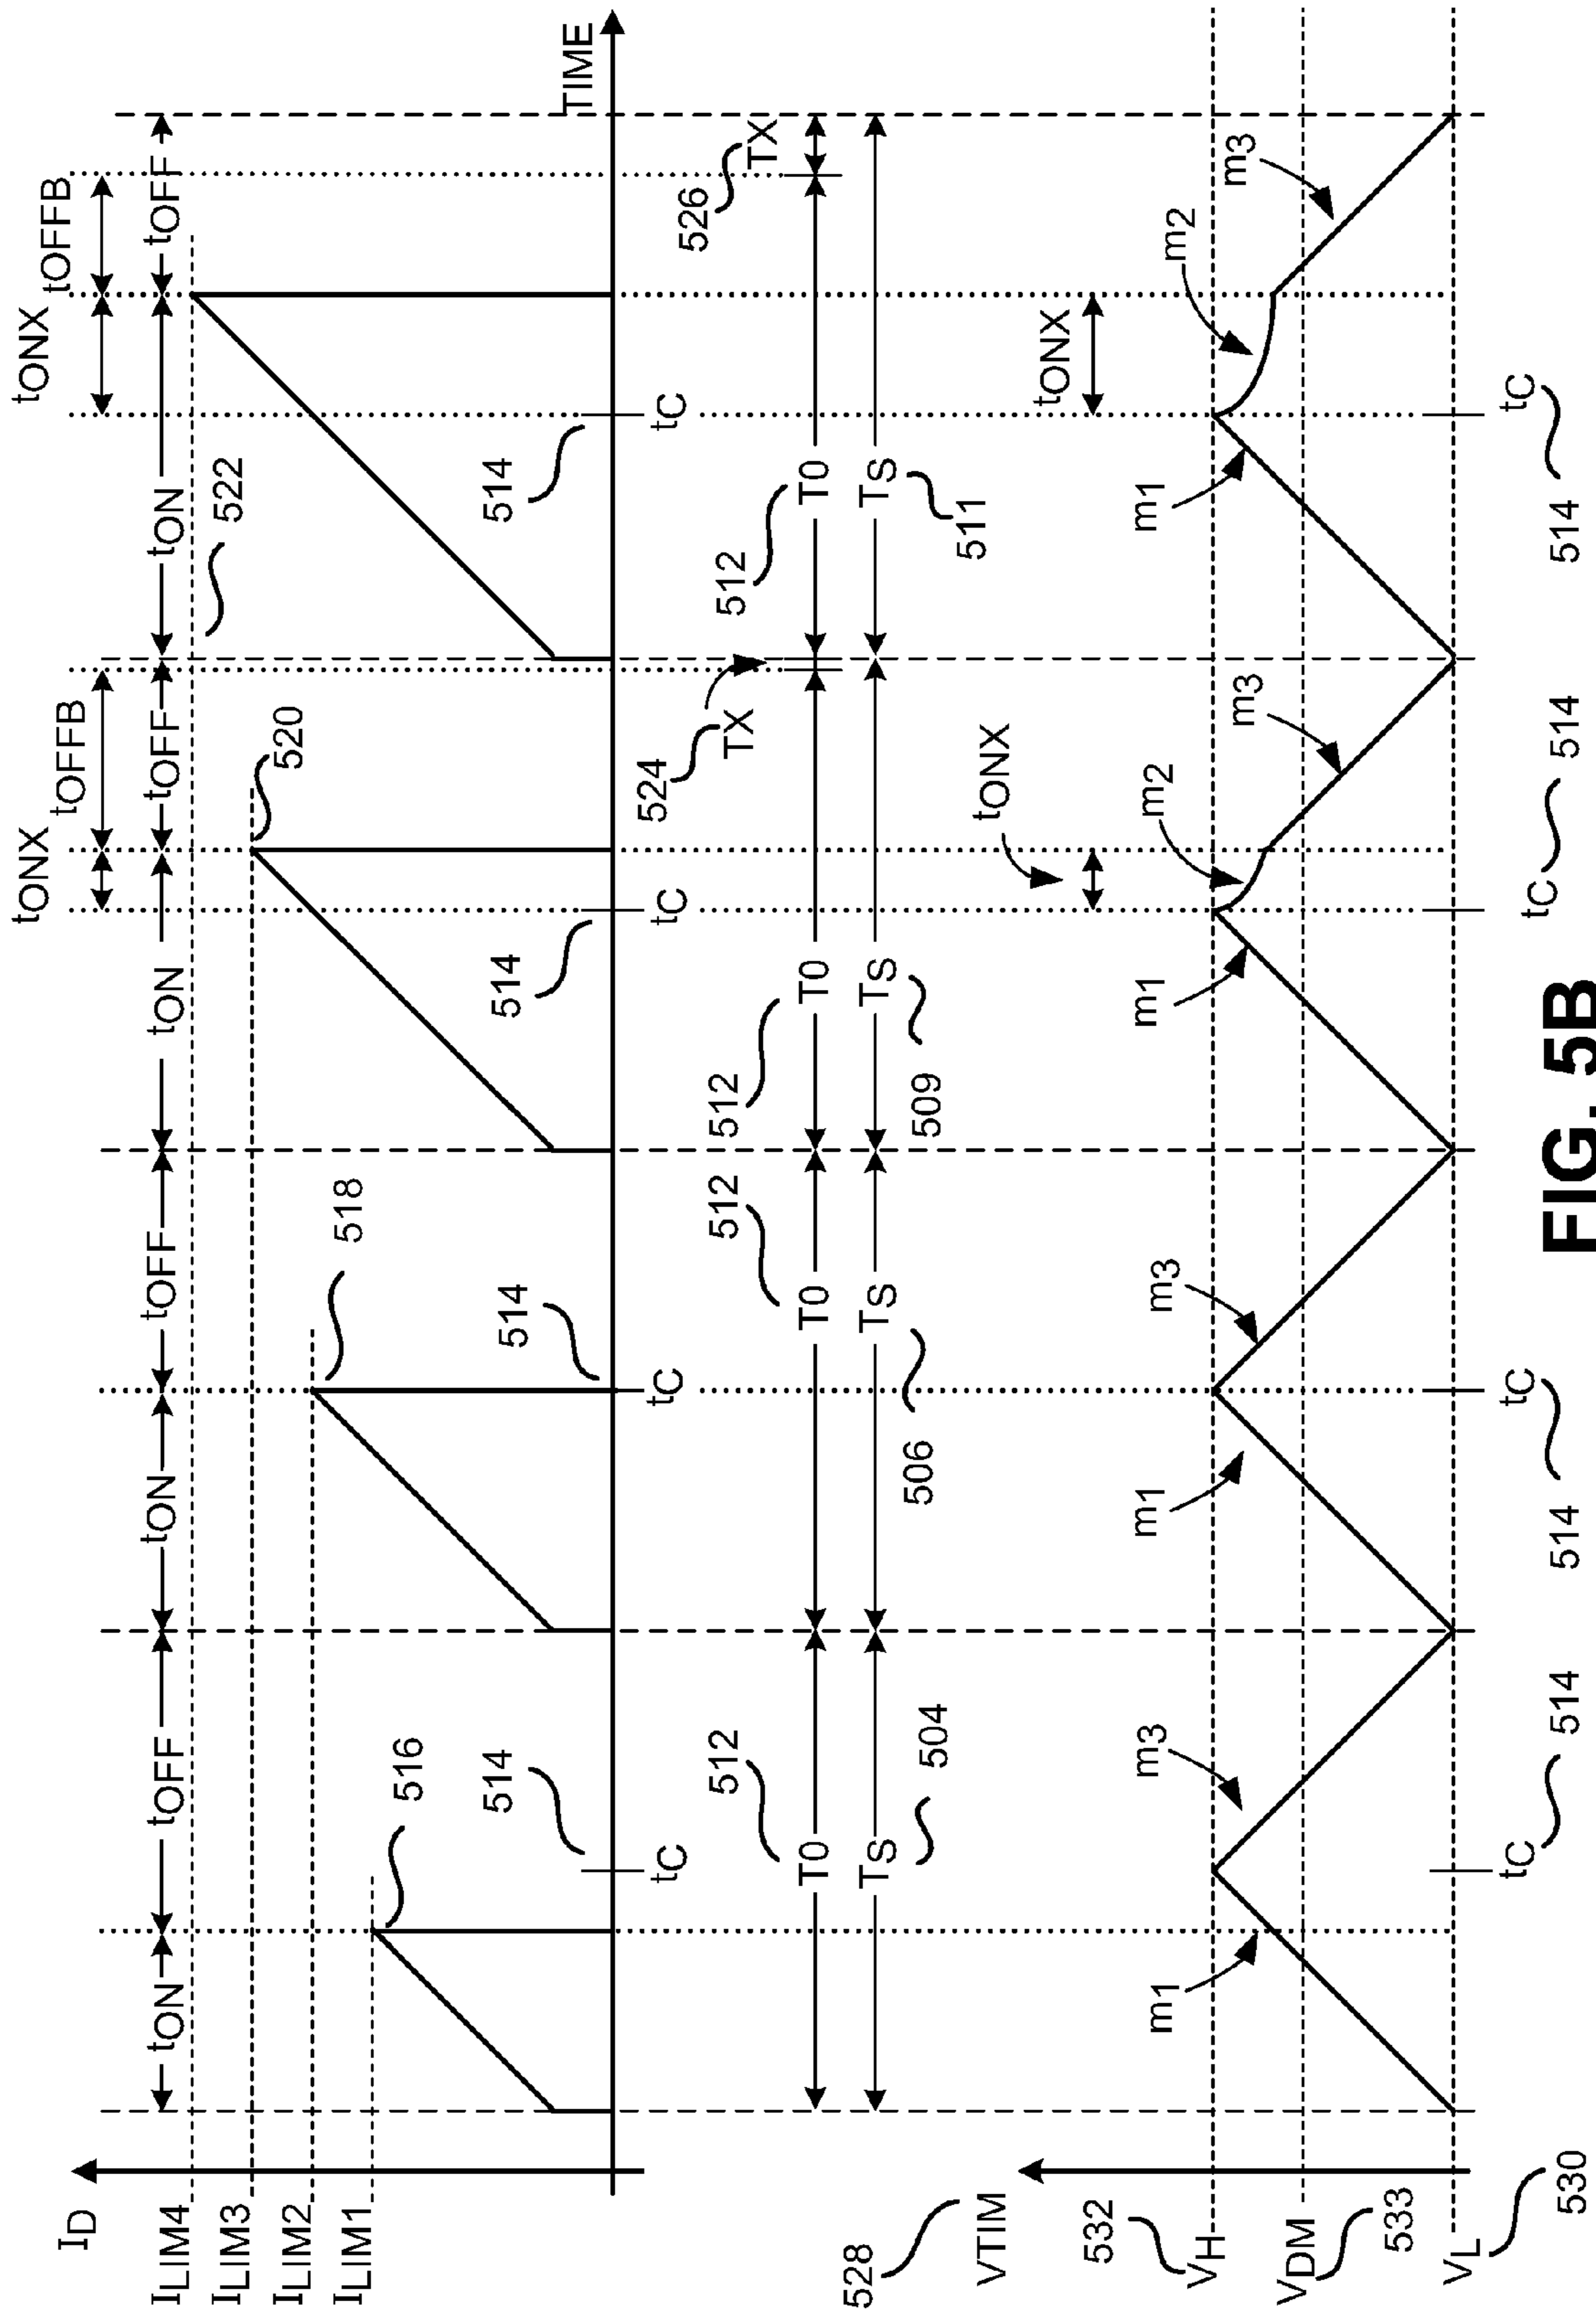 tONX tOFFB tONX tOFFB
ID
tON tOFF tON tOFF tON tOFF tON tOFF
ILIM4
ILIM3
ILIM2
ILIM1
522
520
518
516
514 514 514 514
TIME
tC tC tC tC
524 TX
526 TX
512 512 512 512
T0 T0 T0 T0
TS TS TS TS
504 506 509 511
528
VTIM
tONX tONX
m1 m3 m1 m3 m1 m2 m3 m1 m2 m3
532
VH
VDM
533
VL
530
tC tC tC tC
514 514 514 514 514
FIG. 5B